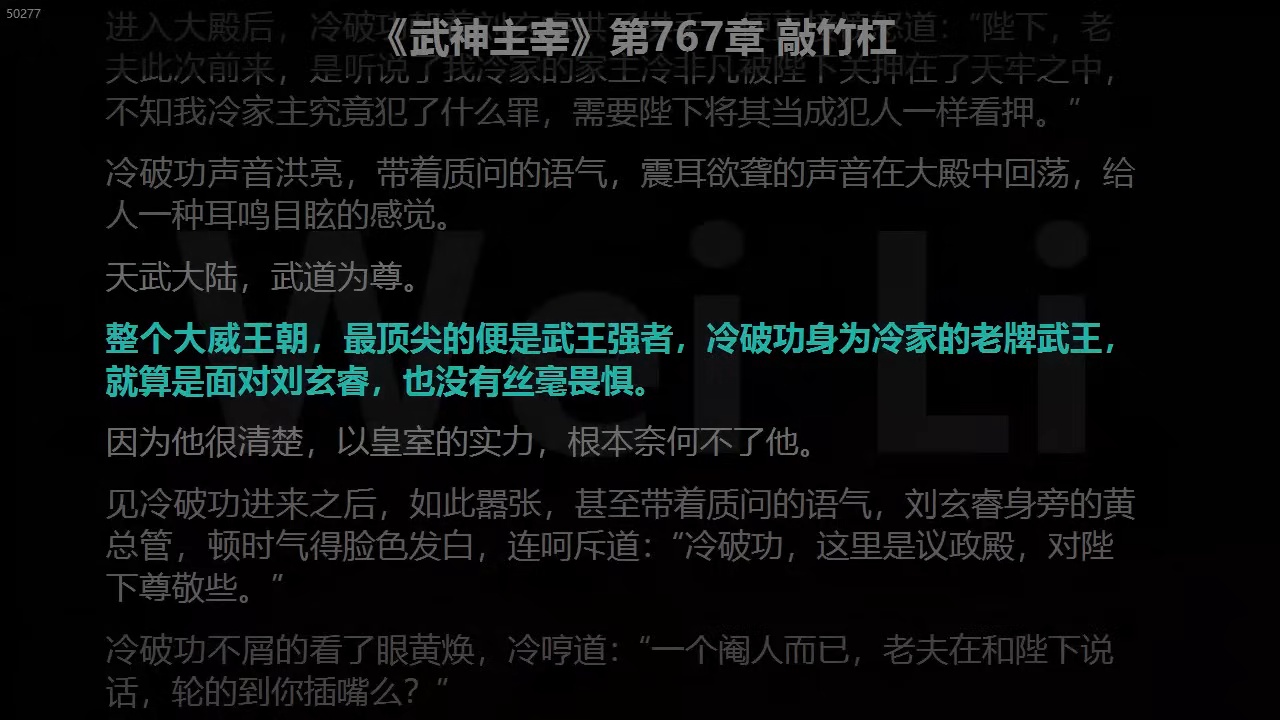 50277
《武神主宰》第767章 敲竹杠
夫此次前来，是听说了我冷家的家主冷非凡被陛下关押在了天牢之中，
不知我冷家主究竟犯了什么罪，需要陛下将其当成犯人一样看押。”
冷破功声音洪亮，带着质问的语气，震耳欲聋的声音在大殿中回荡，给
人一种耳鸣目眩的感觉。
天武大陆，武道为尊。
整个大威王朝，最顶尖的便是武王强者，冷破功身为冷家的老牌武王，
就算是面对刘玄睿，也没有丝毫畏惧。
因为他很清楚，以皇室的实力，根本奈何不了他。
见冷破功进来之后，如此嚣张，甚至带着质问的语气，刘玄睿身旁的黄
总管，顿时气得脸色发白，连呵斥道：“冷破功，这里是议政殿，对陛
下尊敬些。”
冷破功不屑的看了眼黄焕，冷哼道：“一个阉人而已，老夫在和陛下说
话，轮的到你插嘴么？”
Wei Li